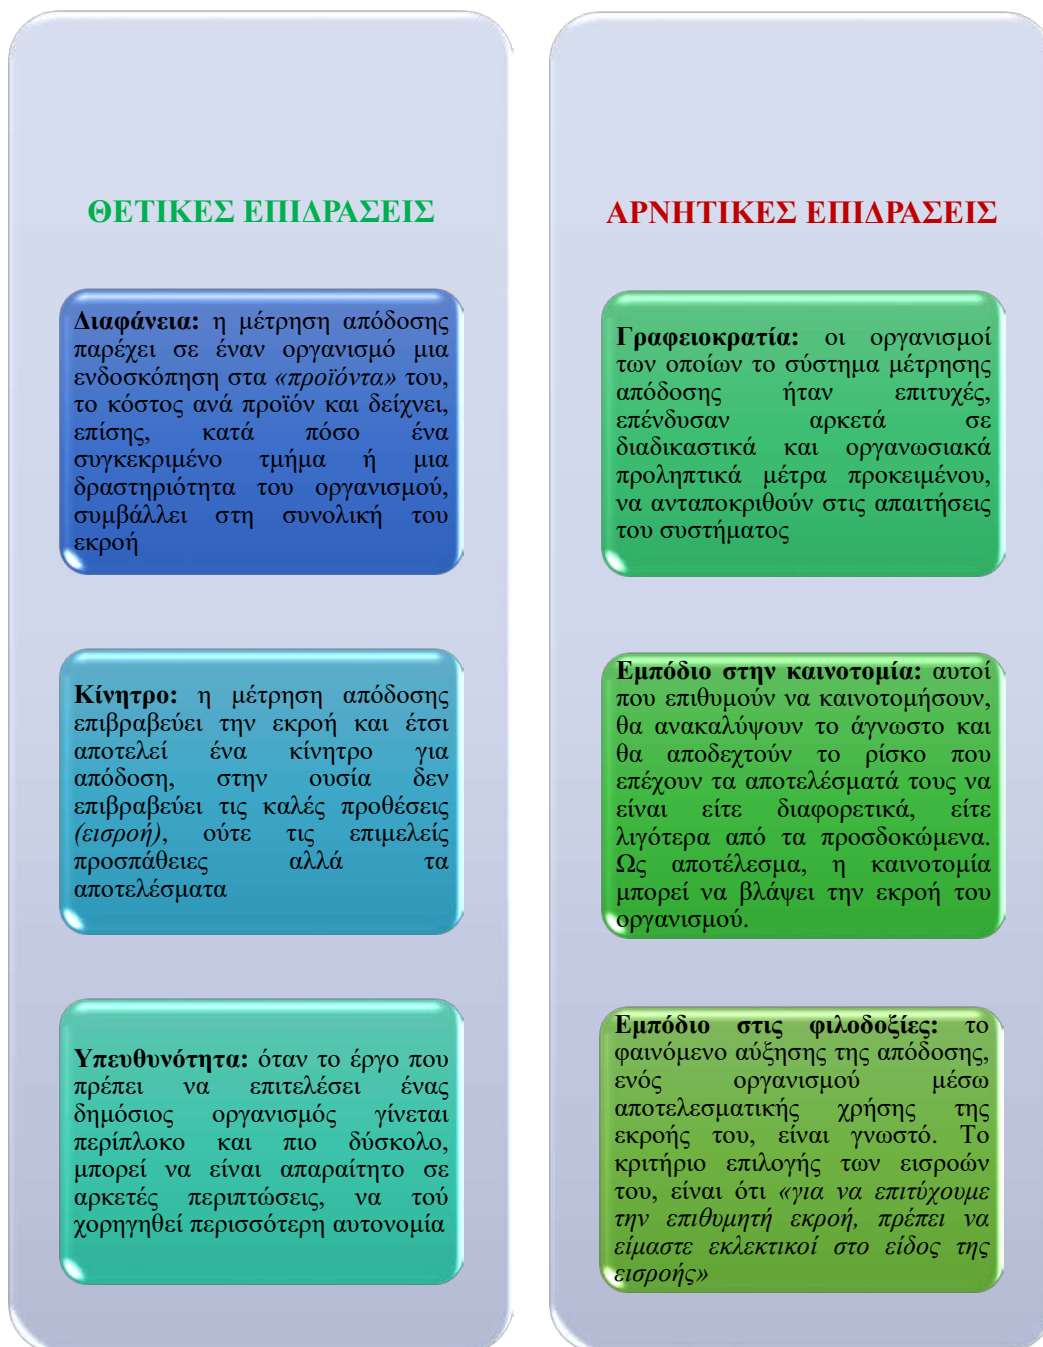 ΘΕΤΙΚΕΣ ΕΠΙΔΡΑΣΕΙΣ
Διαφάνεια: η μέτρηση απόδοσης
παρέχει σε έναν οργανισμό μια
ενδοσκόπηση στα «προϊόντα» του,
το κόστος ανά προϊόν και δείχνει,
επίσης, κατά πόσο ένα
συγκεκριμένο τμήμα ή μια
δραστηριότητα του οργανισμού,
συμβάλλει στη συνολική του
εκροή
Κίνητρο: η μέτρηση απόδοσης
επιβραβεύει την εκροή και έτσι
αποτελεί ένα κίνητρο για
απόδοση, στην ουσία δεν
επιβραβεύει τις καλές προθέσεις
(εισροή), ούτε τις επιμελείς
προσπάθειες αλλά τα
αποτελέσματα
Υπευθυνότητα: όταν το έργο που
πρέπει να επιτελέσει ένας
δημόσιος οργανισμός γίνεται
περίπλοκο και πιο δύσκολο,
μπορεί να είναι απαραίτητο σε
αρκετές περιπτώσεις, να τού
χορηγηθεί περισσότερη αυτονομία
ΑΡΝΗΤΙΚΕΣ ΕΠΙΔΡΑΣΕΙΣ
Γραφειοκρατία: οι οργανισμοί
των οποίων το σύστημα μέτρησης
απόδοσης ήταν επιτυχές,
επένδυσαν αρκετά σε
διαδικαστικά και οργανωσιακά
προληπτικά μέτρα προκειμένου,
να ανταποκριθούν στις απαιτήσεις
του συστήματος
Εμπόδιο στην καινοτομία: αυτοί
που επιθυμούν να καινοτομήσουν,
θα ανακαλύψουν το άγνωστο και
θα αποδεχτούν το ρίσκο που
επέχουν τα αποτελέσματά τους να
είναι είτε διαφορετικά, είτε
λιγότερα από τα προσδοκώμενα.
Ως αποτέλεσμα, η καινοτομία
μπορεί να βλάψει την εκροή του
οργανισμού.
Εμπόδιο στις φιλοδοξίες: το
φαινόμενο αύξησης της απόδοσης,
ενός οργανισμού μέσω
αποτελεσματικής χρήσης της
εκροής του, είναι γνωστό. Το
κριτήριο επιλογής των εισροών
του, είναι ότι «για να επιτύχουμε
την επιθυμητή εκροή, πρέπει να
είμαστε εκλεκτικοί στο είδος της
εισροής»